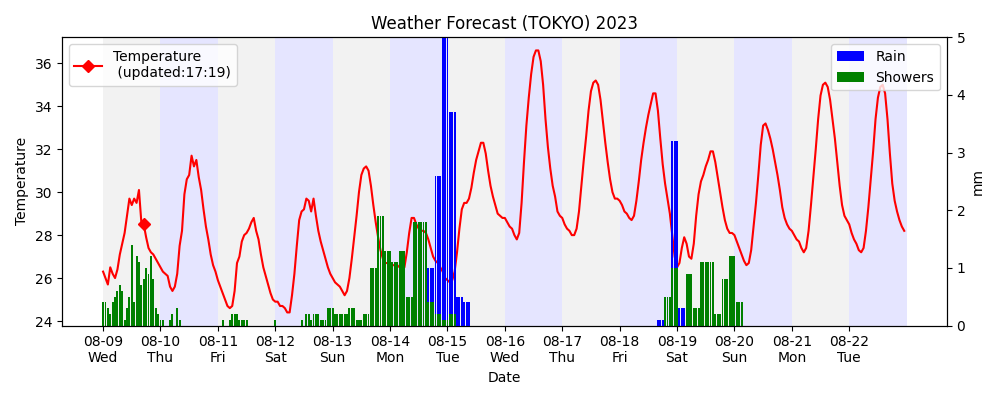 Weather Forecast (TOKYO) 2023
Temperature
(updated:17:19)
Rain
Showers
Temperature
36
34
32
30
28
26
24
5
4
3
2
1
0
mm
08-09 08-10 08-11 08-12 08-13 08-14 08-15 08-16 08-17 08-18 08-19 08-20 08-21 08-22
Wed Thu Fri Sat Sun Mon Tue Wed Thu Fri Sat Sun Mon Tue
Date